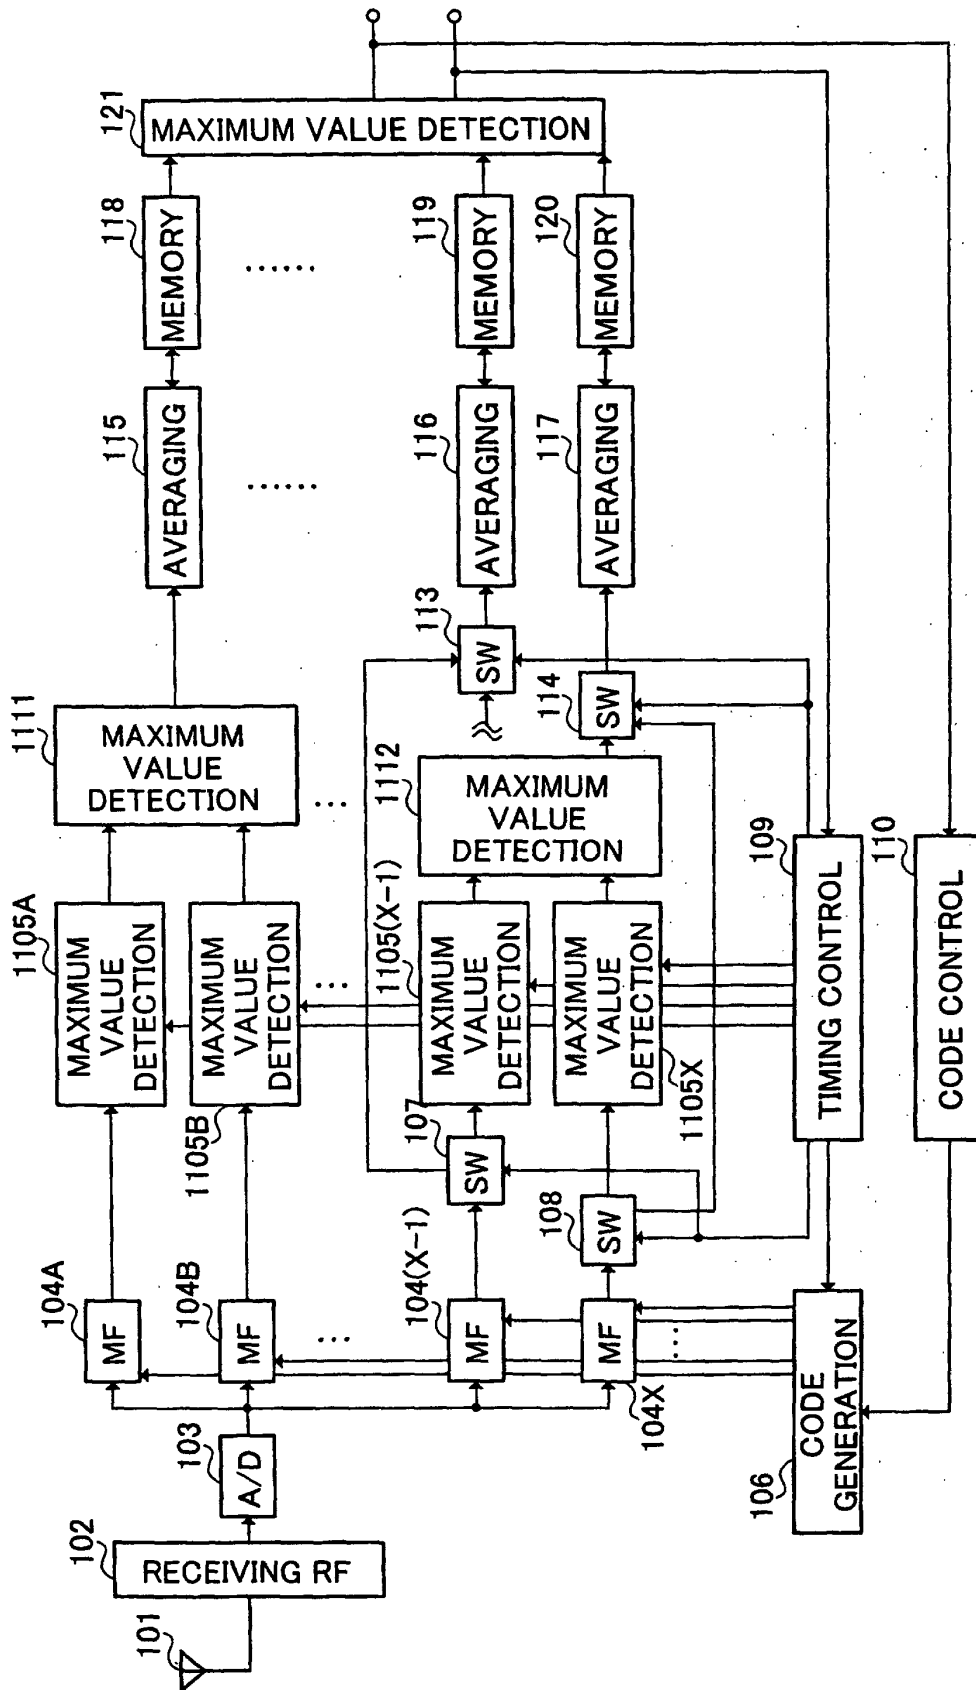 101
102
RECEIVING RF
103
A/D
104A
MF
104B
MF
...
104(X-1)
MF
MF
104X
...
106
CODE
GENERATION
107
SW
108
SW
1105A
MAXIMUM
VALUE
DETECTION
1105B
MAXIMUM
VALUE
DETECTION
...
1105(X-1)
MAXIMUM
VALUE
DETECTION
1105X
MAXIMUM
VALUE
DETECTION
109
TIMING CONTROL
110
CODE CONTROL
1111
MAXIMUM
VALUE
DETECTION
...
1112
MAXIMUM
VALUE
DETECTION
113
SW
114
SW
115
AVERAGING
......
116
AVERAGING
117
AVERAGING
118
MEMORY
......
119
MEMORY
120
MEMORY
121
MAXIMUM VALUE DETECTION